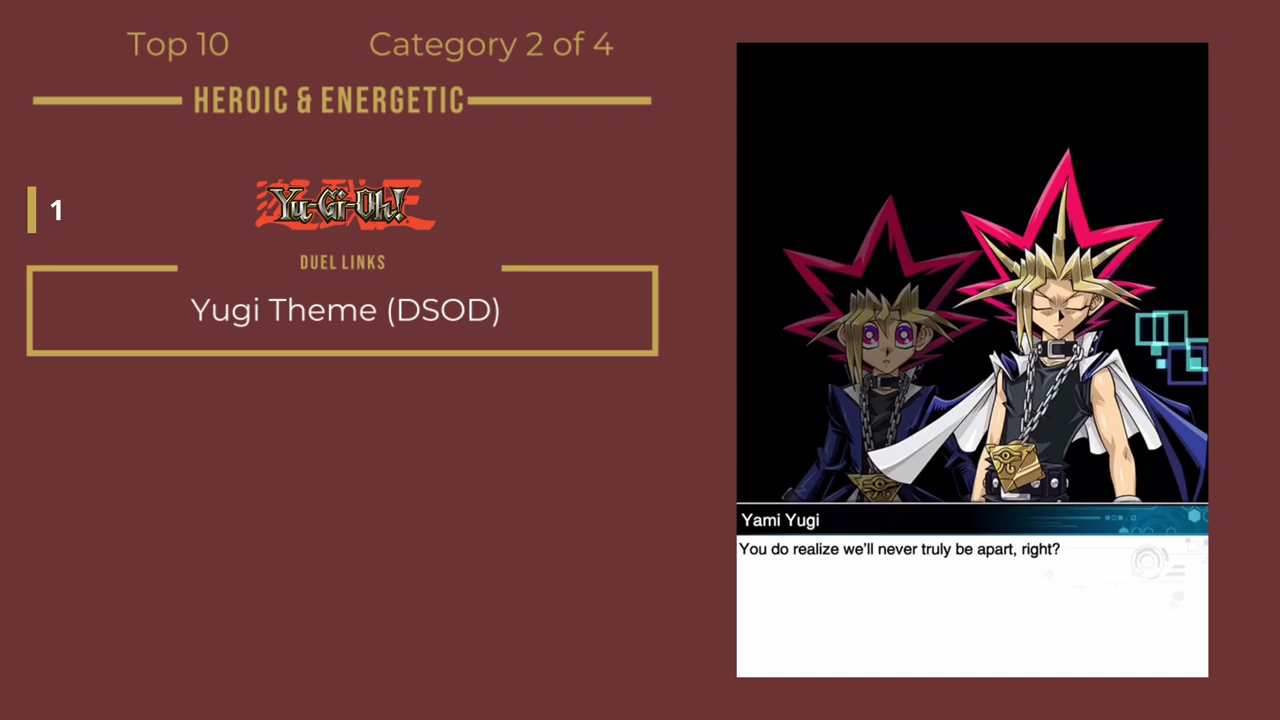 Top 10
Category 2 of 4
HEROIC & ENERGETIC
1
Yu-Gi-Oh!
DUEL LINKS
Yugi Theme (DSOD)
Yami Yugi
You do realize we'll never truly be apart, right?